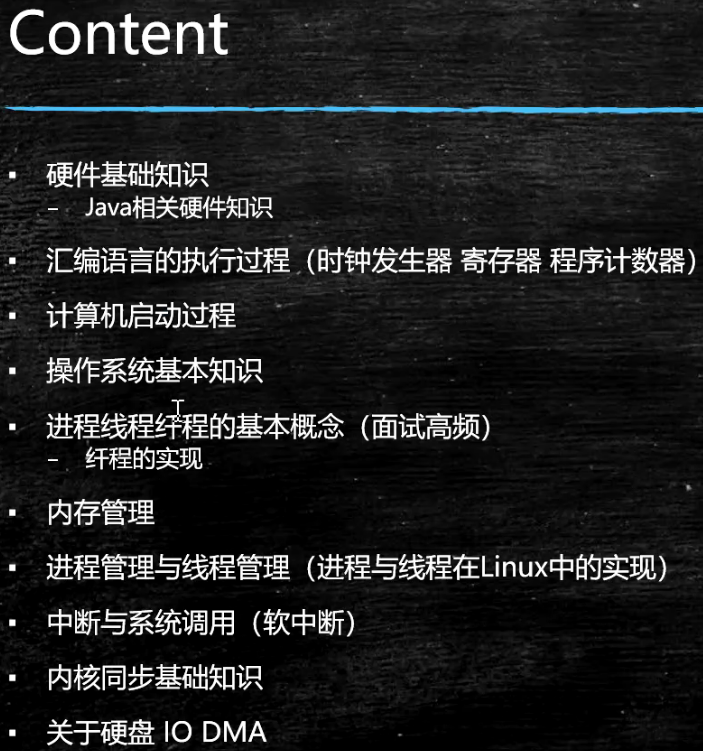 Content
▪ 硬件基础知识
– Java相关硬件知识
▪ 汇编语言的执行过程（时钟发生器 寄存器 程序计数器）
▪ 计算机启动过程
▪ 操作系统基本知识
▪ 进程线程纤程的基本概念（面试高频）
– 纤程的实现
▪ 内存管理
▪ 进程管理与线程管理（进程与线程在Linux中的实现）
▪ 中断与系统调用（软中断）
▪ 内核同步基础知识
▪ 关于硬盘 IO DMA